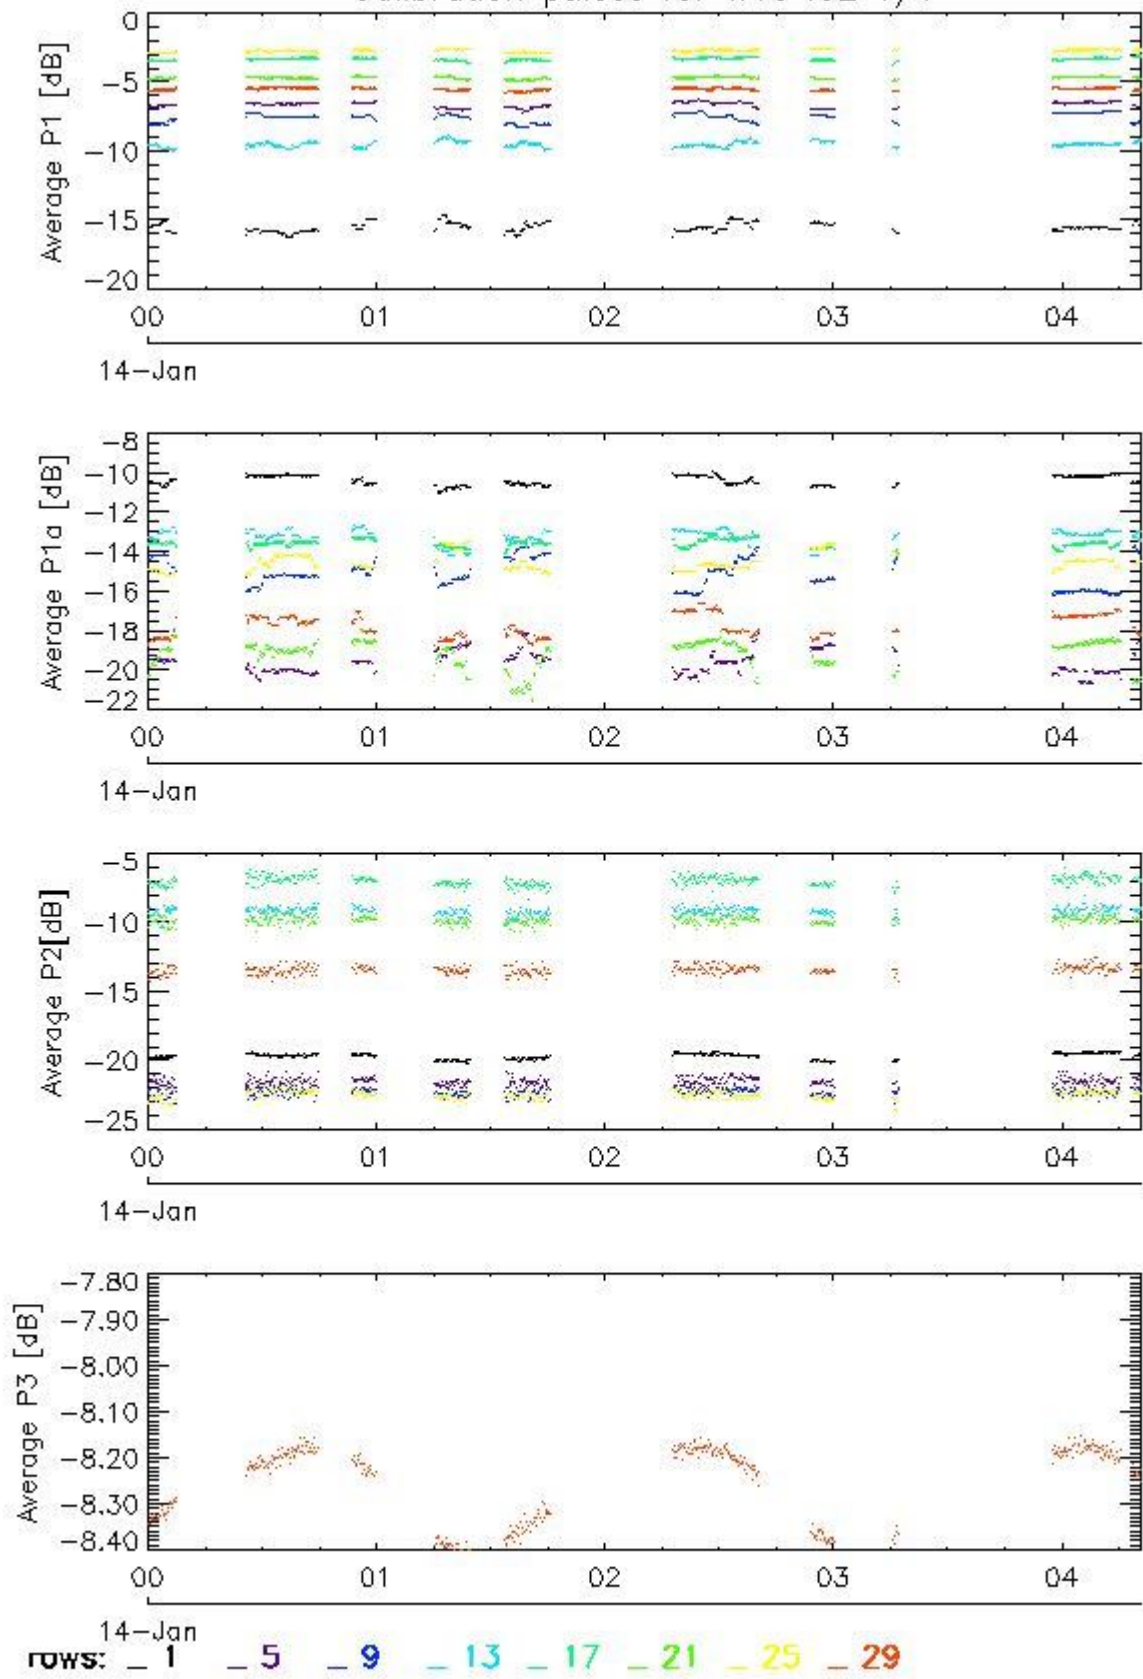 0
-5
-10
-15
-20
Average P1 [dB]
00 01 02 03 04
14-Jan
-8
-10
-12
-14
-16
-18
-20
-22
Average P1a [dB]
00 01 02 03 04
14-Jan
-5
-10
-15
-20
-25
Average P2[dB]
00 01 02 03 04
14-Jan
-7.80
-7.90
-8.00
-8.10
-8.20
-8.30
-8.40
Average P3 [dB]
00 01 02 03 04
14-Jan
rows: _ 1 _ 5 _ 9 _ 13 _ 17 _ 21 _ 25 _ 29